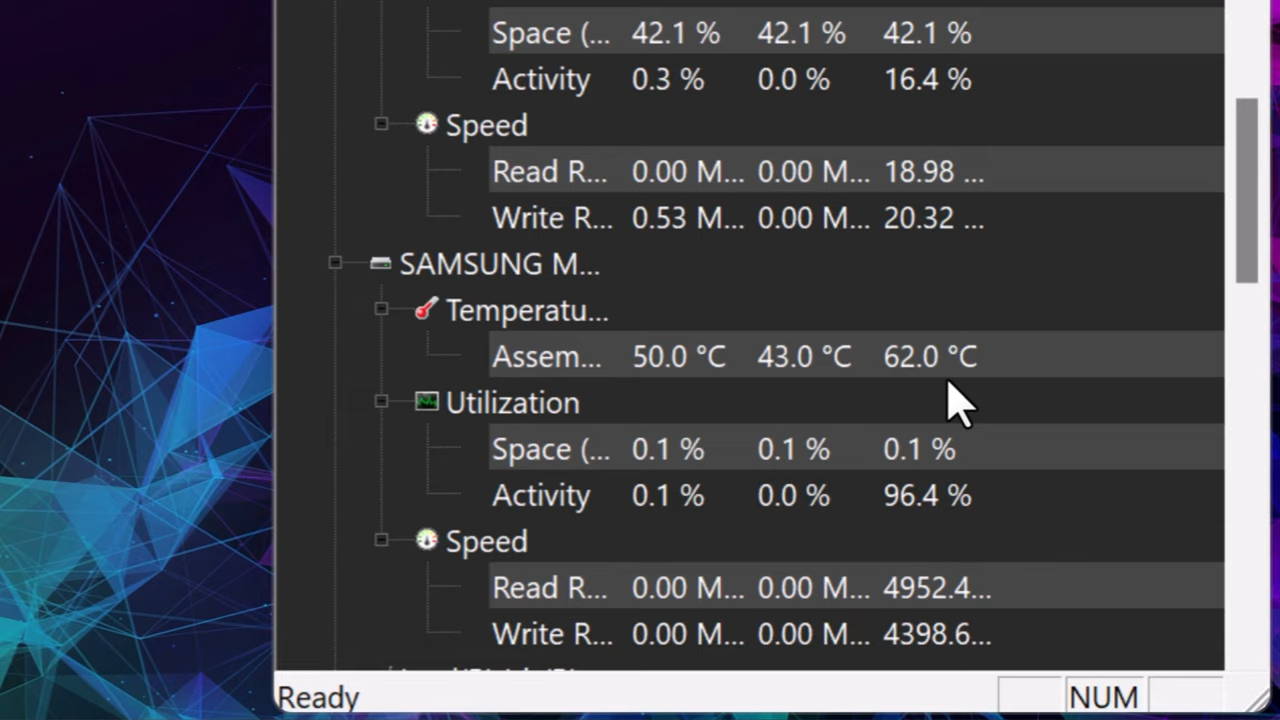 Space (... 42.1 % 42.1 % 42.1 %
Activity 0.3 % 0.0 % 16.4 %
Speed
Read R... 0.00 M... 0.00 M... 18.98 ...
Write R... 0.53 M... 0.00 M... 20.32 ...
SAMSUNG M...
Temperatu...
Assem... 50.0 °C 43.0 °C 62.0 °C
Utilization
Space (... 0.1 % 0.1 % 0.1 %
Activity 0.1 % 0.0 % 96.4 %
Speed
Read R... 0.00 M... 0.00 M... 4952.4...
Write R... 0.00 M... 0.00 M... 4398.6...
Ready NUM